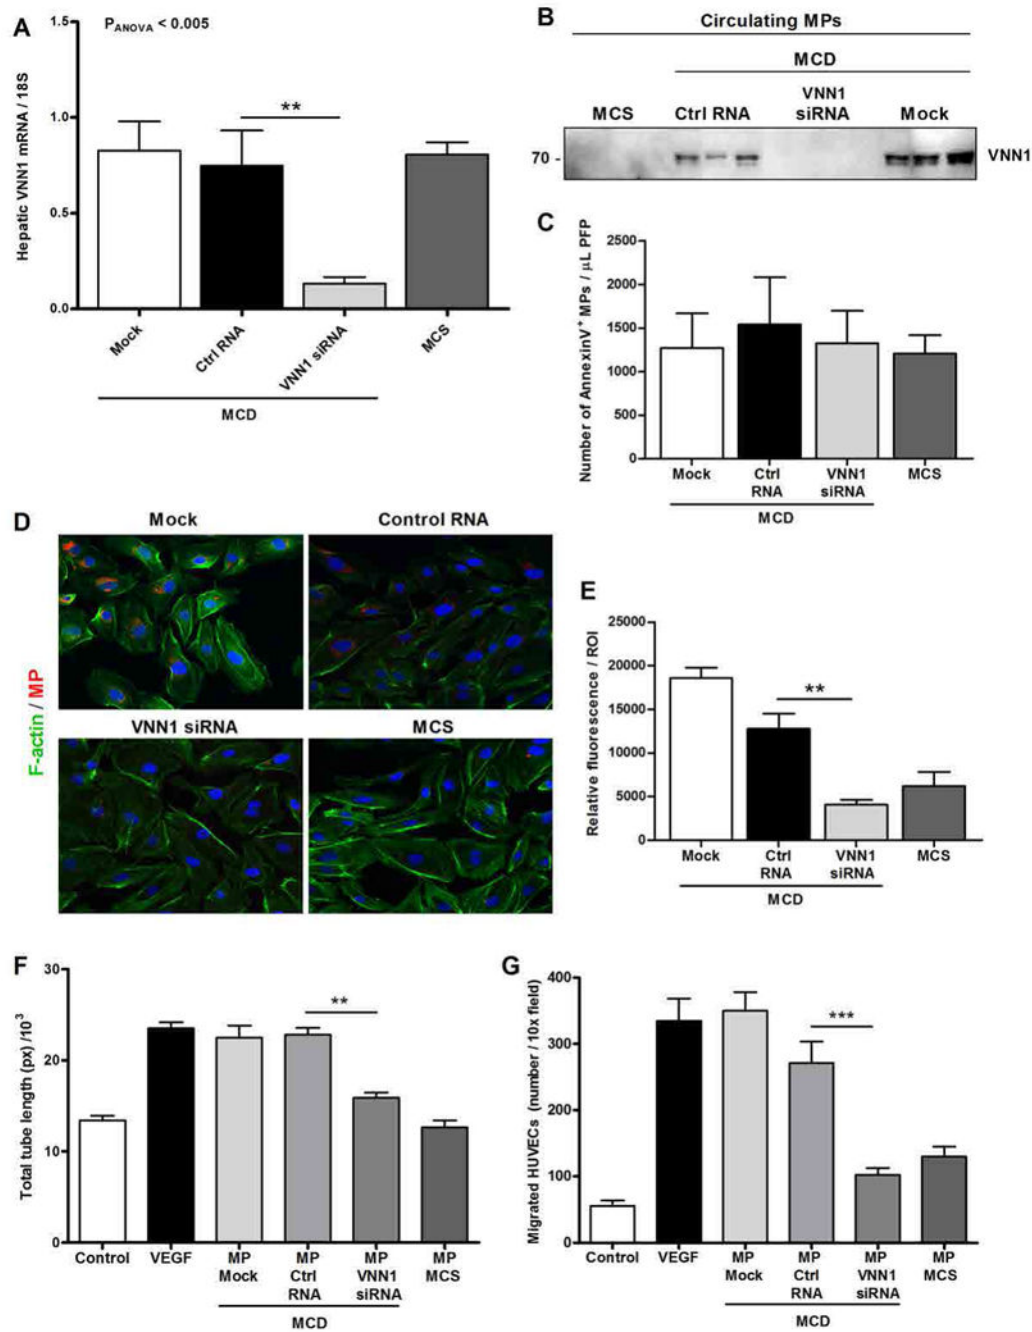 A
P_ANOVA < 0.005
Hepatic VNN1 mRNA / 18S
1.5
1.0
0.5
0.0
**
Mock
Ctrl RNA
VNN1 siRNA
MCS
MCD
B
Circulating MPs
MCD
MCS
Ctrl RNA
VNN1
siRNA
Mock
70 -
VNN1
C
Number of AnnexinV⁺ MPs / μL PFP
2500
2000
1500
1000
500
0
Mock
Ctrl
RNA
VNN1
siRNA
MCS
MCD
D
Mock
Control RNA
VNN1 siRNA
MCS
F-actin / MP
E
Relative fluorescence / ROI
25000
20000
15000
10000
5000
0
**
Mock
Ctrl
RNA
VNN1
siRNA
MCS
MCD
F
Total tube length (px) /10³
30
20
10
0
**
Control
VEGF
MP
Mock
MP
Ctrl
RNA
MP
VNN1
siRNA
MP
MCS
MCD
G
Migrated HUVECs (number / 10x field)
400
300
200
100
0
***
Control
VEGF
MP
Mock
MP
Ctrl
RNA
MP
VNN1
siRNA
MP
MCS
MCD